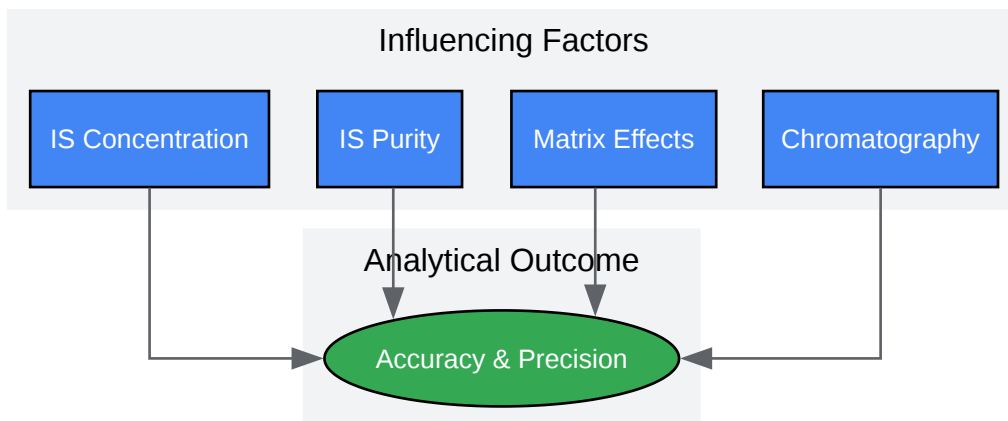 Influencing Factors
IS Concentration
IS Purity
Matrix Effects
Chromatography
Analytical Outcome
Accuracy & Precision